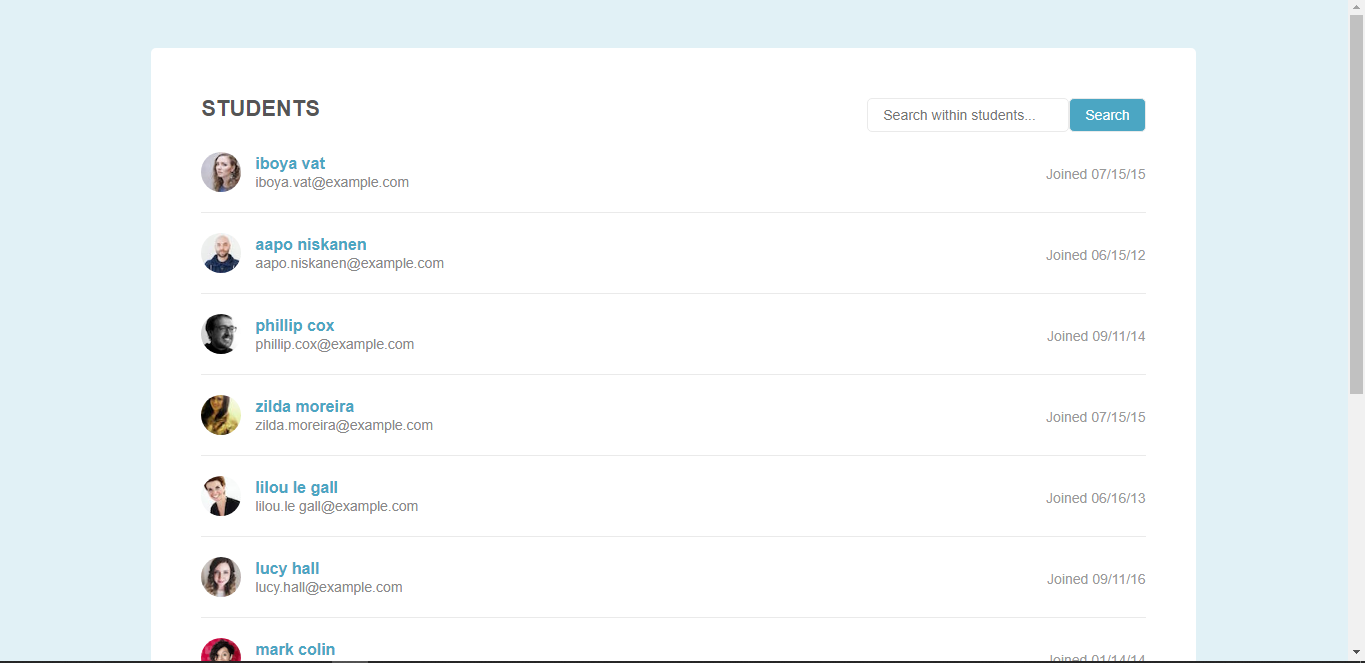 STUDENTS
Search within students...
Search
iboya vat
iboya.vat@example.com
Joined 07/15/15
aapo niskanen
aapo.niskanen@example.com
Joined 06/15/12
phillip cox
phillip.cox@example.com
Joined 09/11/14
zilda moreira
zilda.moreira@example.com
Joined 07/15/15
lilou le gall
lilou.le gall@example.com
Joined 06/16/13
lucy hall
lucy.hall@example.com
Joined 09/11/16
mark colin
Joined 01/14/14